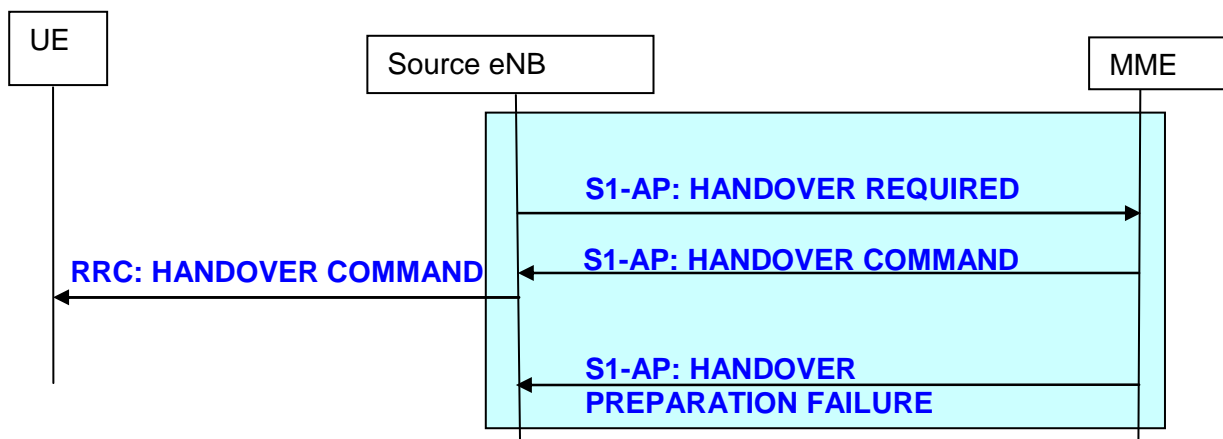 UE
Source eNB
MME
S1-AP: HANDOVER REQUIRED
S1-AP: HANDOVER COMMAND
RRC: HANDOVER COMMAND
S1-AP: HANDOVER
PREPARATION FAILURE